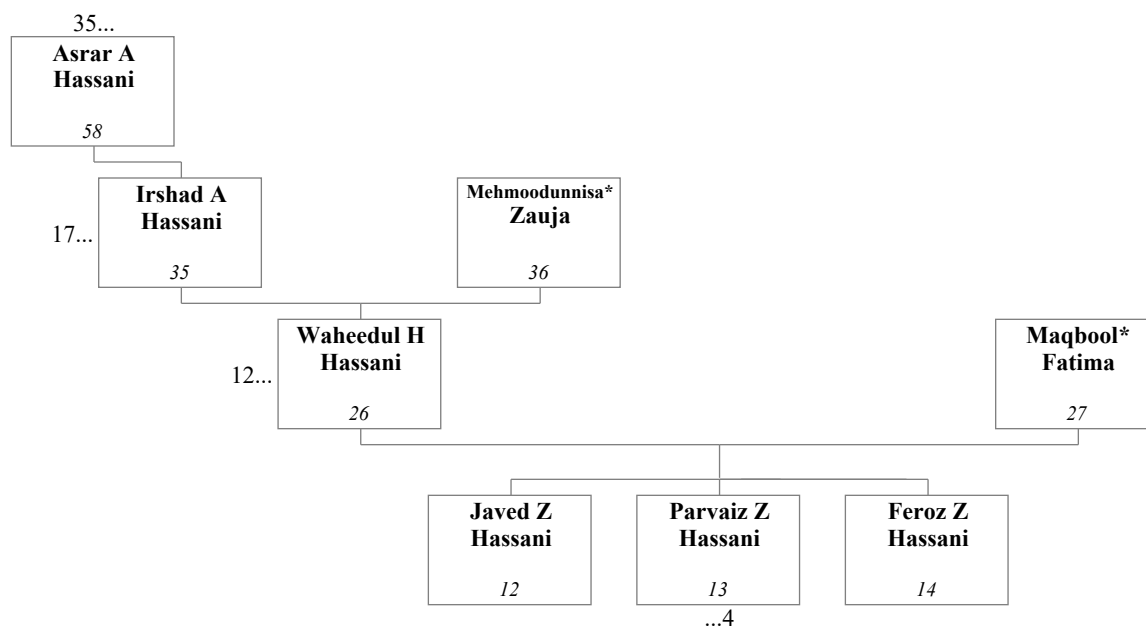 35...
Asrar A
Hassani
58
Irshad A
Hassani
35
17...
Mehmoodunnisa*
Zauja
36
Waheedul H
Hassani
26
12...
Maqbool*
Fatima
27
Javed Z
Hassani
12
Parvaiz Z
Hassani
13
...4
Feroz Z
Hassani
14